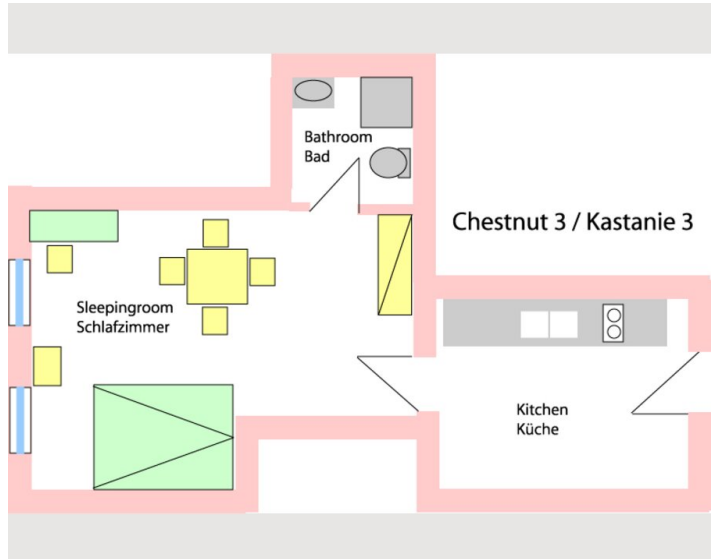 Bathroom
Bad
Chestnut 3 / Kastanie 3
Sleepingroom
Schlafzimmer
Kitchen
Küche